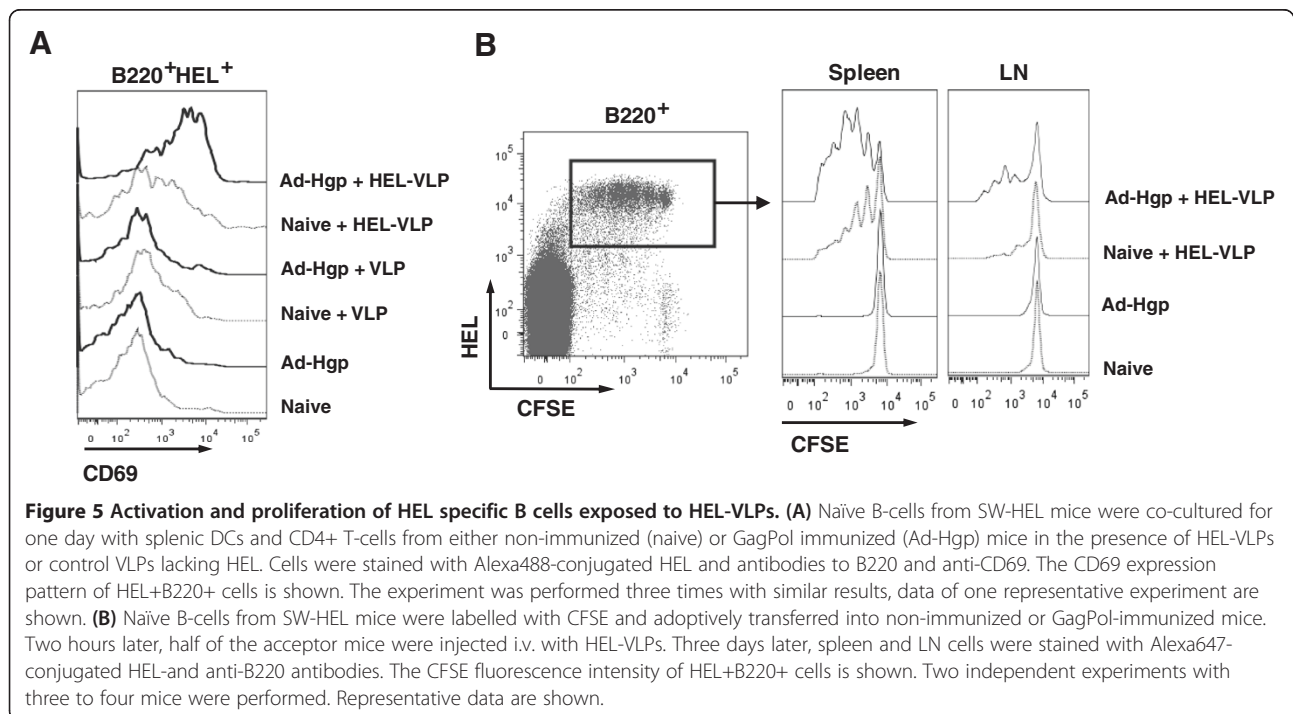 A
B220⁺HEL⁺
Ad-Hgp + HEL-VLP
Naive + HEL-VLP
Ad-Hgp + VLP
Naive + VLP
Ad-Hgp
Naive
0 10² 10³ 10⁴ 10⁵
CD69
B
B220⁺
10⁵
10⁴
10³
10²
0
HEL
0 10² 10³ 10⁴ 10⁵
CFSE
Spleen LN
Ad-Hgp + HEL-VLP
Naive + HEL-VLP
Ad-Hgp
Naive
0 10² 10³ 10⁴ 10⁵ 0 10² 10³ 10⁴ 10⁵
CFSE
Figure 5 Activation and proliferation of HEL specific B cells exposed to HEL-VLPs. (A) Naïve B-cells from SW-HEL mice were co-cultured for
one day with splenic DCs and CD4+ T-cells from either non-immunized (naive) or GagPol immunized (Ad-Hgp) mice in the presence of HEL-VLPs
or control VLPs lacking HEL. Cells were stained with Alexa488-conjugated HEL and antibodies to B220 and anti-CD69. The CD69 expression
pattern of HEL+B220+ cells is shown. The experiment was performed three times with similar results, data of one representative experiment are
shown. (B) Naïve B-cells from SW-HEL mice were labelled with CFSE and adoptively transferred into non-immunized or GagPol-immunized mice.
Two hours later, half of the acceptor mice were injected i.v. with HEL-VLPs. Three days later, spleen and LN cells were stained with Alexa647-
conjugated HEL-and anti-B220 antibodies. The CFSE fluorescence intensity of HEL+B220+ cells is shown. Two independent experiments with
three to four mice were performed. Representative data are shown.